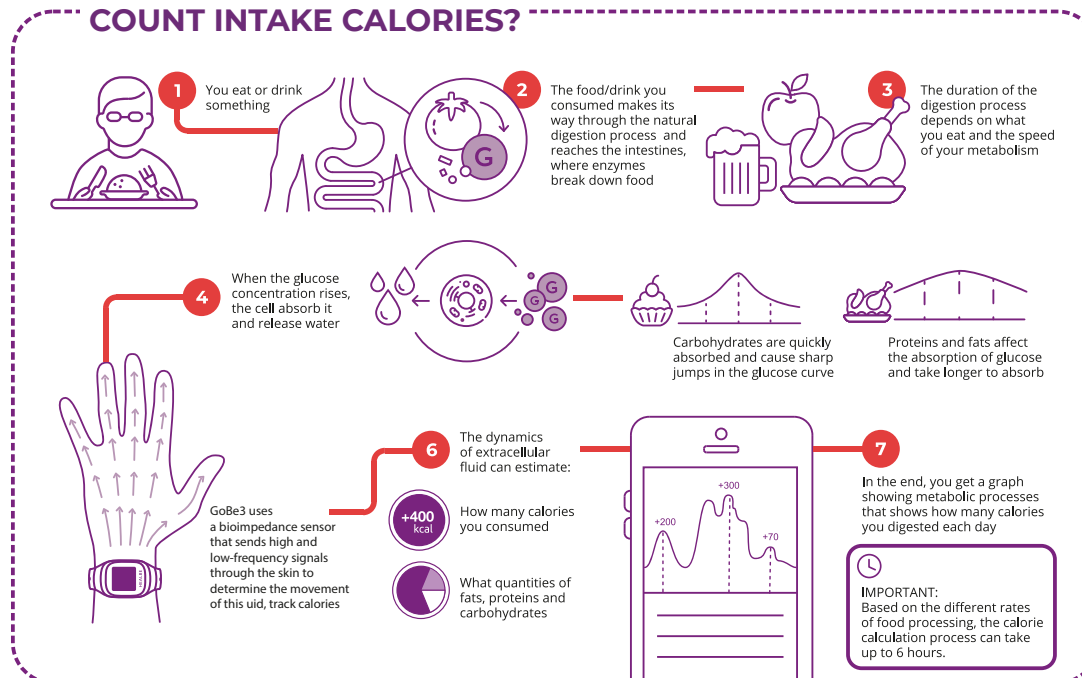 COUNT INTAKE CALORIES?
1
You eat or drink
something
G
2
The food/drink you
consumed makes its
way through the natural
digestion process and
reaches the intestines,
where enzymes
break down food
3
The duration of the
digestion process
depends on what
you eat and the speed
of your metabolism
4
When the glucose
concentration rises,
the cell absorb it
and release water
G
G
G
Carbohydrates are quickly
absorbed and cause sharp
jumps in the glucose curve
Proteins and fats affect
the absorption of glucose
and take longer to absorb
GoBe3 uses
a bioimpedance sensor
that sends high and
low-frequency signals
through the skin to
determine the movement
of this uid, track calories
6
The dynamics
of extracellular
fluid can estimate:
+400
kcal
How many calories
you consumed
What quantities of
fats, proteins and
carbohydrates
+200
+300
+70
7
In the end, you get a graph
showing metabolic processes
that shows how many calories
you digested each day
IMPORTANT:
Based on the different rates
of food processing, the calorie
calculation process can take
up to 6 hours.